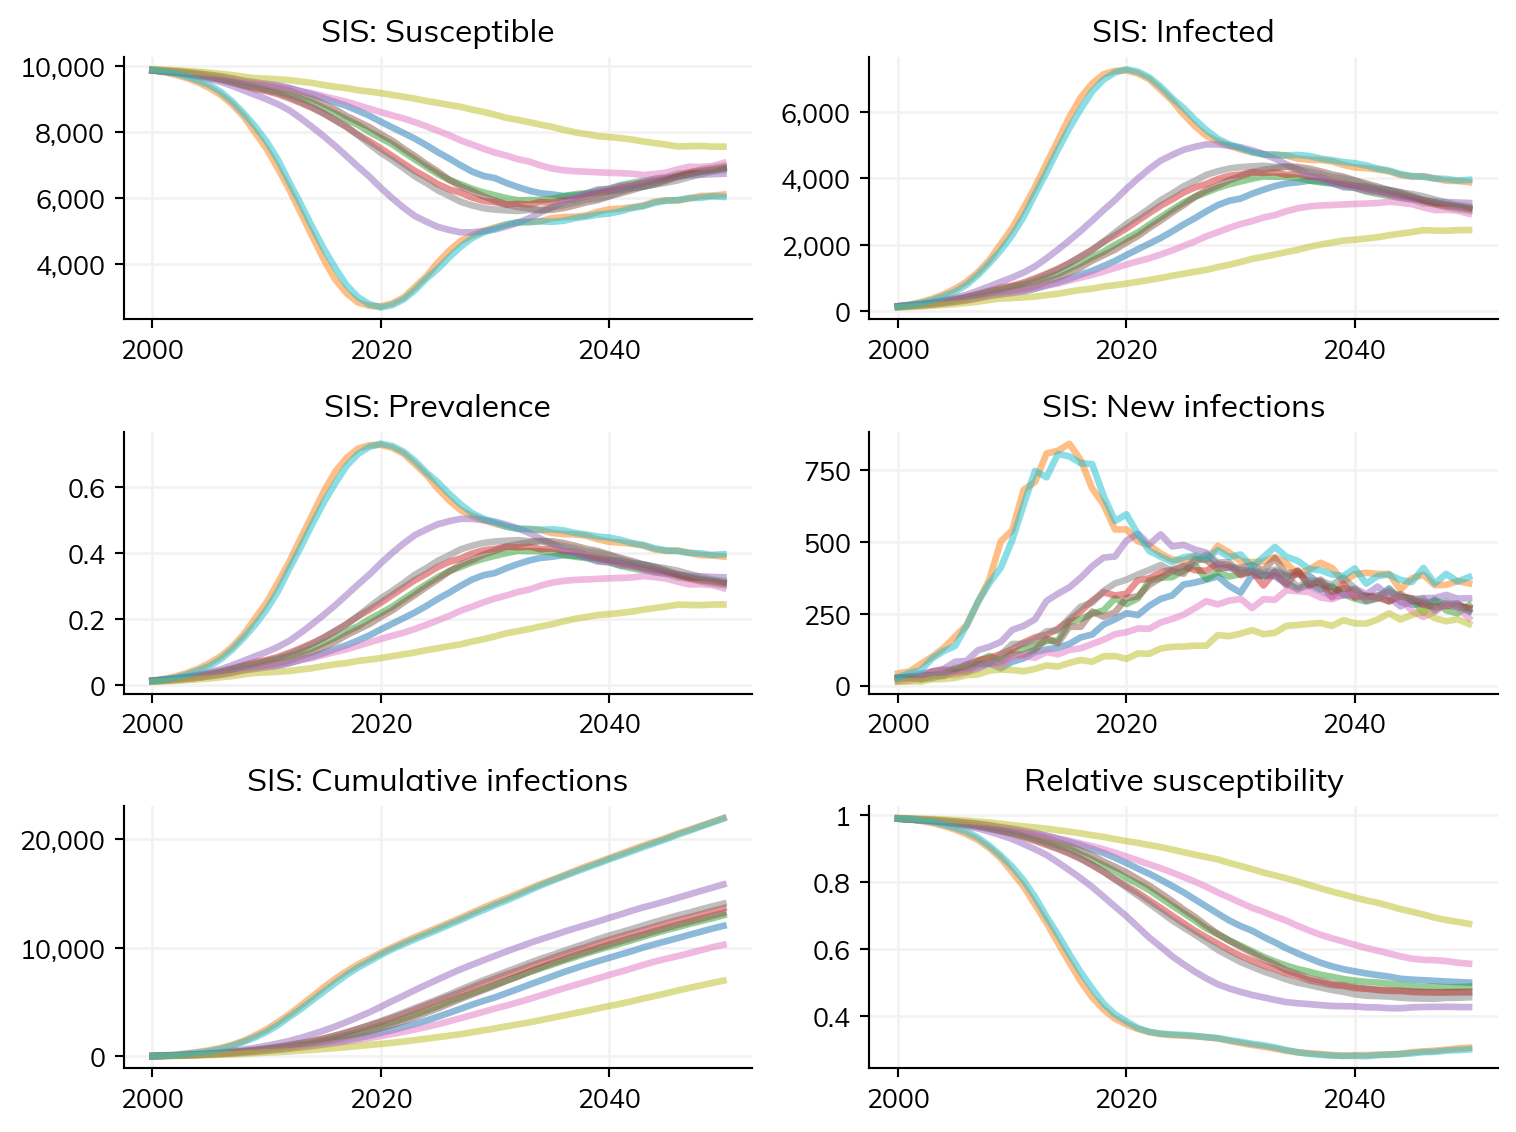 SIS: Susceptible
10,000
8,000
6,000
4,000
2000 2020 2040
SIS: Infected
6,000
4,000
2,000
0
2000 2020 2040
SIS: Prevalence
0.6
0.4
0.2
0
2000 2020 2040
SIS: New infections
750
500
250
0
2000 2020 2040
SIS: Cumulative infections
20,000
10,000
0
2000 2020 2040
Relative susceptibility
1
0.8
0.6
0.4
2000 2020 2040